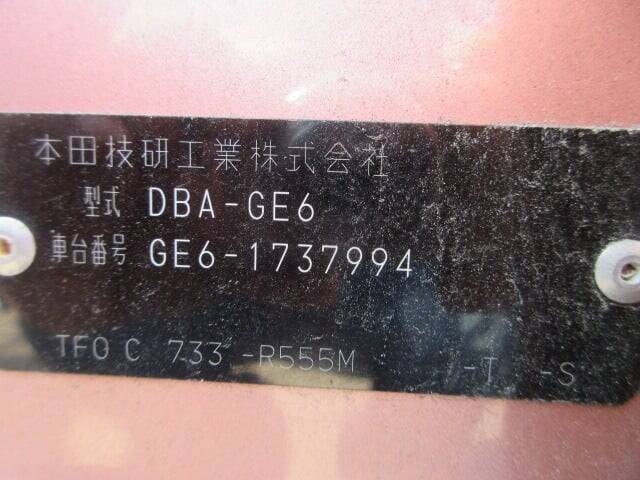 本田技研工業株式会社
型式 DBA-GE6
車台番号 GE6-1737994
TF0 C 733 -R555M -T -S